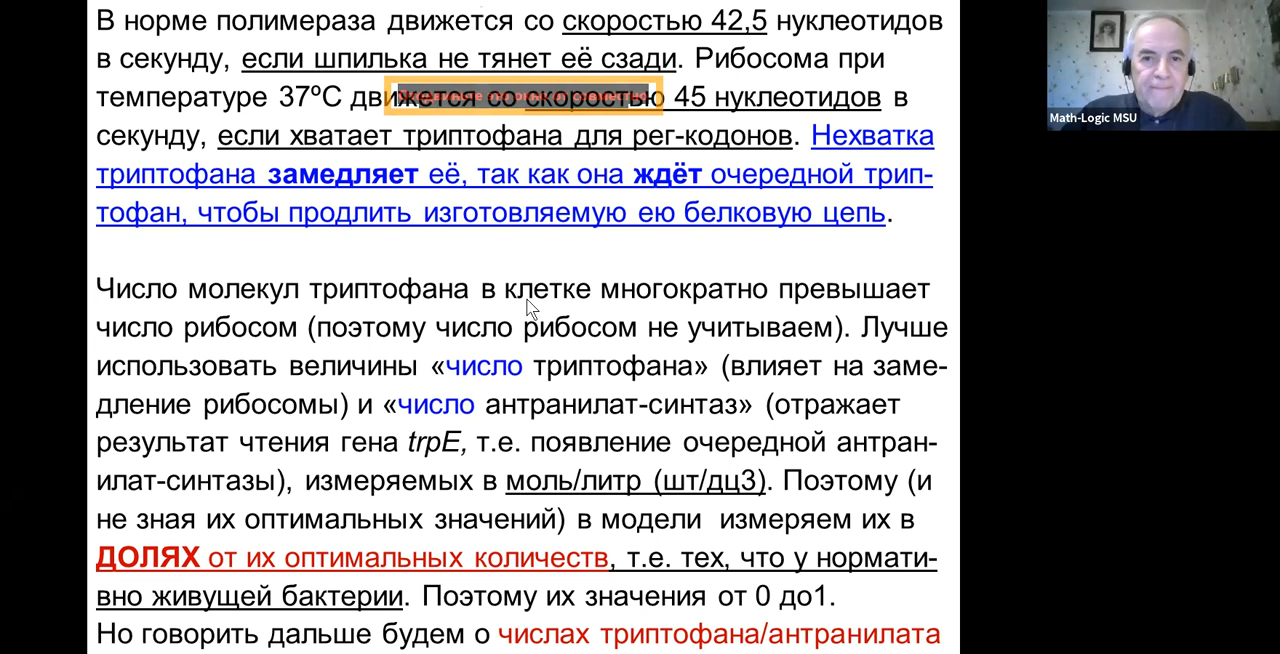 В норме полимераза движется со скоростью 42,5 нуклеотидов
в секунду, если шпилька не тянет её сзади. Рибосома при
температуре 37ºС движется со скоростью 45 нуклеотидов в
секунду, если хватает триптофана для рег-кодонов. Нехватка
триптофана замедляет её, так как она ждёт очередной трип-
тофан, чтобы продлить изготовляемую ею белковую цепь.
Число молекул триптофана в клетке многократно превышает
число рибосом (поэтому число рибосом не учитываем). Лучше
использовать величины «число триптофана» (влияет на заме-
дление рибосомы) и «число антранилат-синтаз» (отражает
результат чтения гена trpE, т.е. появление очередной антран-
илат-синтазы), измеряемых в моль/литр (шт/дц3). Поэтому (и
не зная их оптимальных значений) в модели измеряем их в
ДОЛЯХ от их оптимальных количеств, т.е. тех, что у нормати-
вно живущей бактерии. Поэтому их значения от 0 до1.
Но говорить дальше будем о числах триптофана/антранилата
Math-Logic MSU